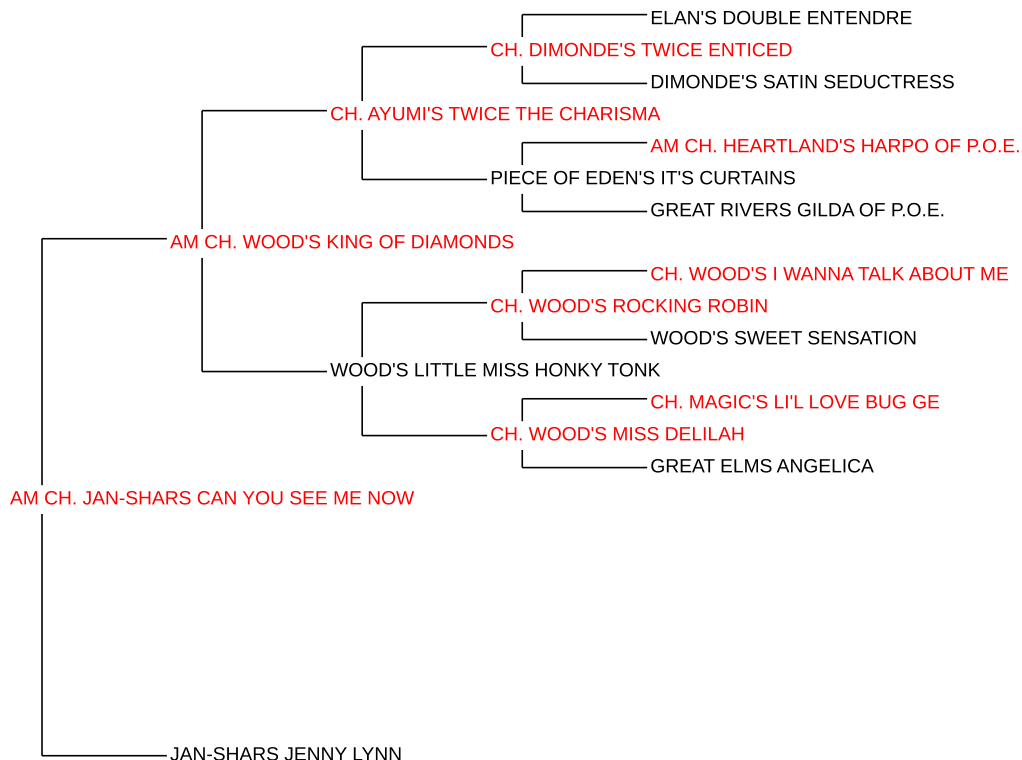 ELAN'S DOUBLE ENTENDRE
CH. DIMONDE'S TWICE ENTICED
DIMONDE'S SATIN SEDUCTRESS
CH. AYUMI'S TWICE THE CHARISMA
AM CH. HEARTLAND'S HARPO OF P.O.E.
PIECE OF EDEN'S IT'S CURTAINS
GREAT RIVERS GILDA OF P.O.E.
AM CH. WOOD'S KING OF DIAMONDS
CH. WOOD'S I WANNA TALK ABOUT ME
CH. WOOD'S ROCKING ROBIN
WOOD'S SWEET SENSATION
WOOD'S LITTLE MISS HONKY TONK
CH. MAGIC'S LI'L LOVE BUG GE
CH. WOOD'S MISS DELILAH
GREAT ELMS ANGELICA
AM CH. JAN-SHARS CAN YOU SEE ME NOW
JAN-SHARS JENNY LYNN